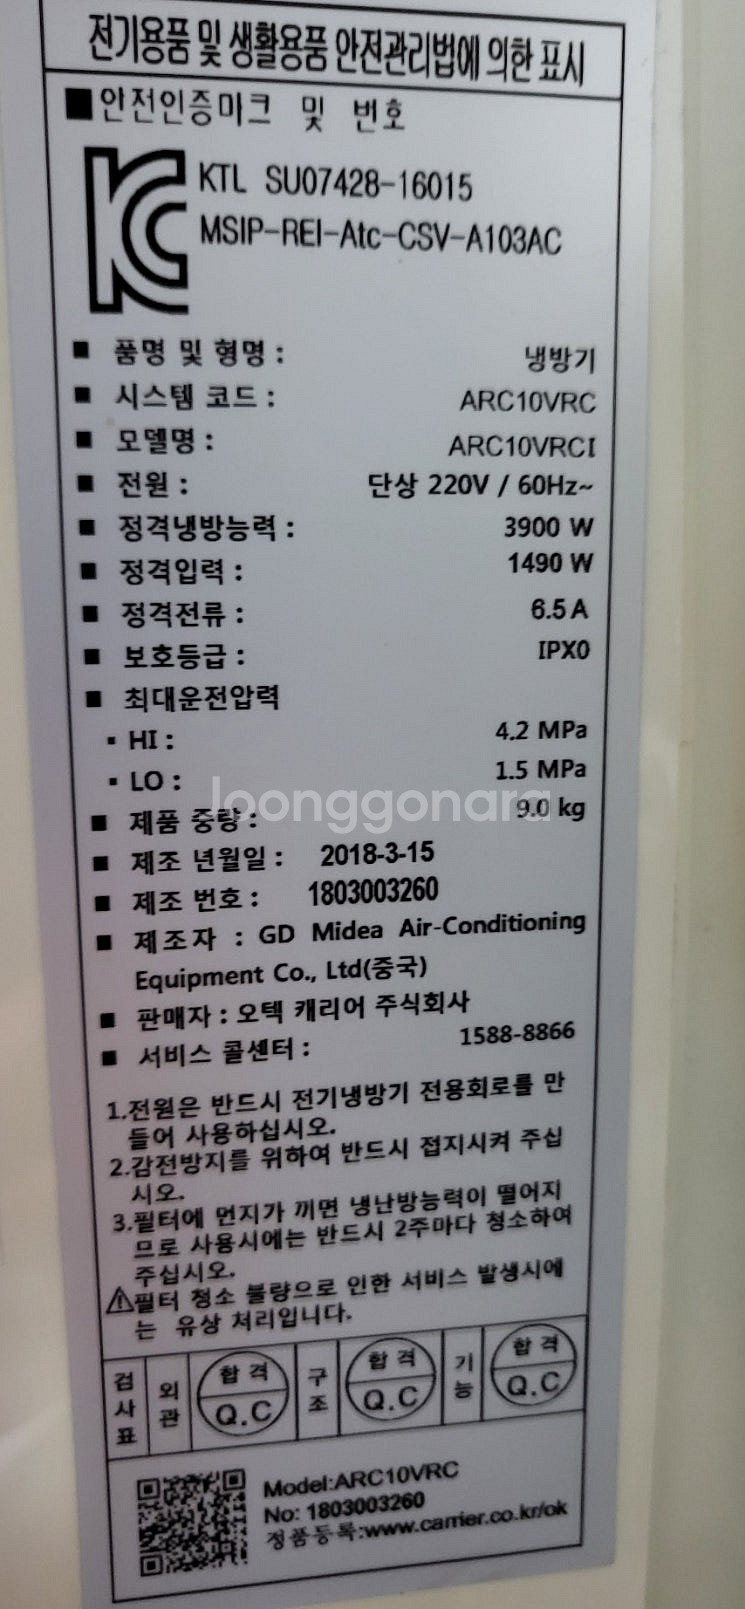 전기용품 및 생활용품 안전관리법에 의한 표시
■안전인증마크 및 번호
KTL SU07428-16015
MSIP-REI-Atc-CSV-A103AC
■ 품명 및 형명 : 냉방기
■ 시스템 코드 : ARC10VRC
■ 모델명 : ARC10VRCI
■ 전원 : 단상 220V / 60Hz~
■ 정격냉방능력 : 3900 W
■ 정격입력 : 1490 W
■ 정격전류 : 6.5 A
■ 보호등급 : IPX0
■ 최대운전압력
▪ HI : 4.2 MPa
▪ LO : 1.5 MPa
■ 제품 중량 : 9.0 kg
joonggonara
■ 제조 년월일 : 2018-3-15
■ 제조 번호 : 1803003260
■ 제조자 : GD Midea Air-Conditioning
Equipment Co., Ltd(중국)
■ 판매자 : 오텍 캐리어 주식회사
■ 서비스 콜센터 : 1588-8866
1.전원은 반드시 전기냉방기 전용회로를 만
들어 사용하십시오.
2.감전방지를 위하여 반드시 접지시켜 주십
시오.
3.필터에 먼지가 끼면 냉난방능력이 떨어지
므로 사용시에는 반드시 2주마다 청소하여
주십시오.
⚠필터 청소 불량으로 인한 서비스 발생시에
는 유상 처리입니다.
검사표 외관 합격 Q.C 구조 합격 Q.C 기능 합격 Q.C
Model:ARC10VRC
No: 1803003260
정품등록:www.carrier.co.kr/ok